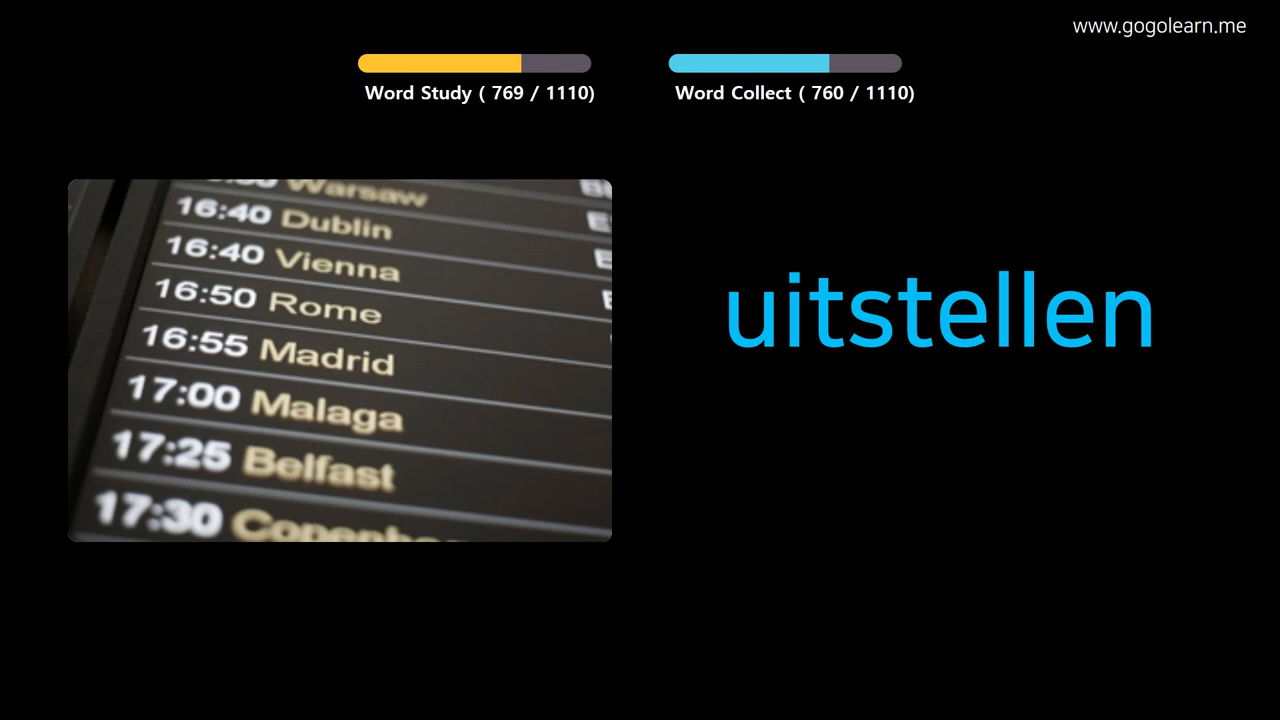 www.gogolearn.me
Word Study ( 769 / 1110)
Word Collect ( 760 / 1110)
Warsaw
16:40 Dublin
16:40 Vienna
16:50 Rome
16:55 Madrid
17:00 Malaga
17:25 Belfast
17:30
uitstellen